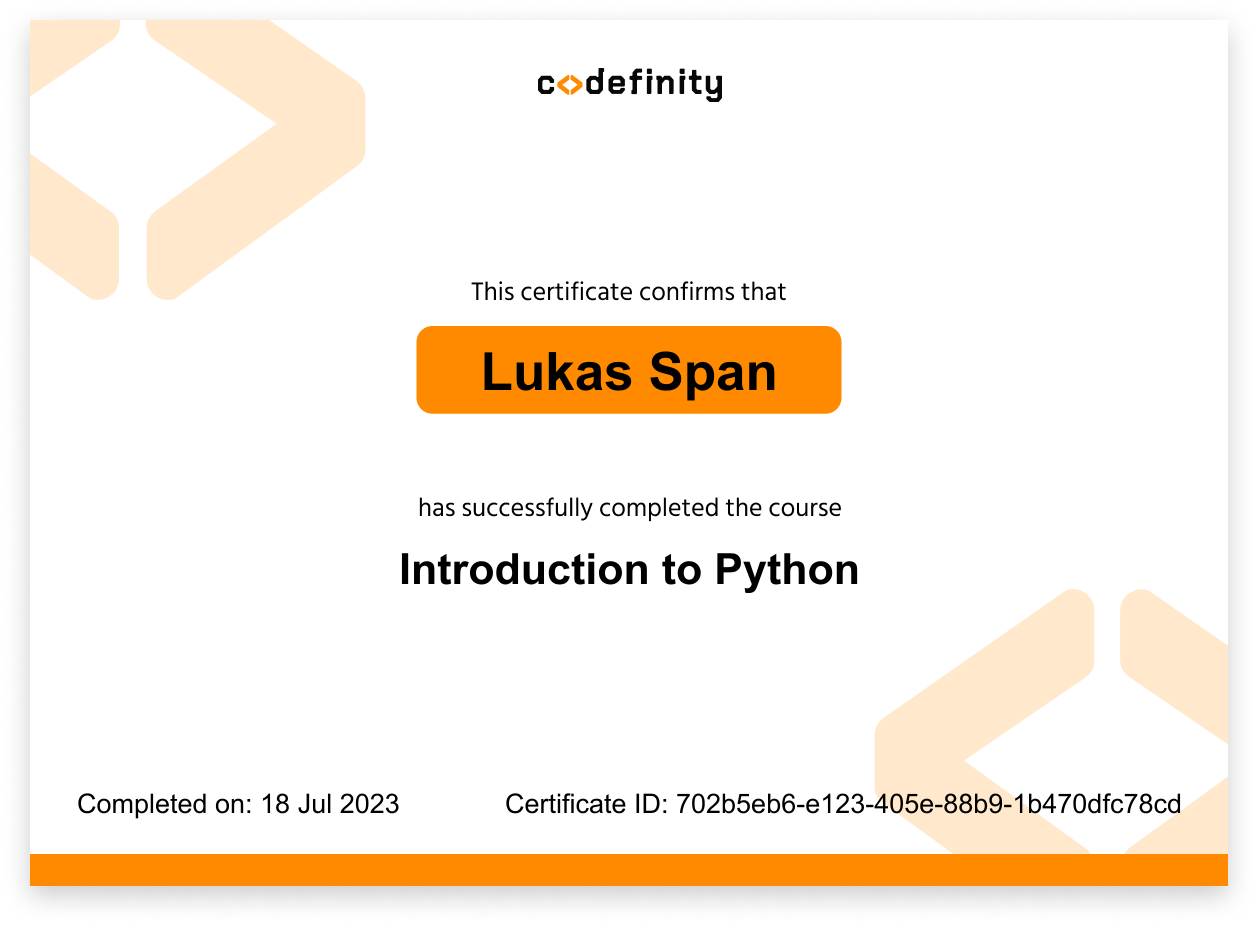 codefinity
This certificate confirms that
Lukas Span
has successfully completed the course
Introduction to Python
Completed on: 18 Jul 2023
Certificate ID: 702b5eb6-e123-405e-88b9-1b470dfc78cd